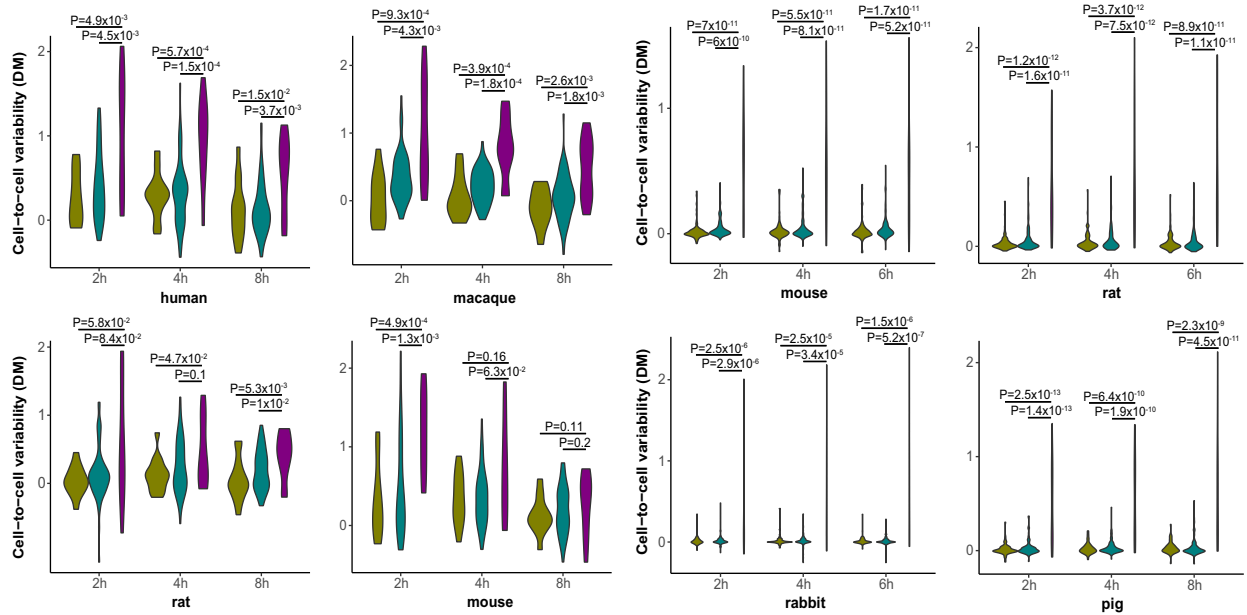 Cell−to−cell variability (DM)
2
1
0
P=4.9x10-3
P=4.5x10-3
P=5.7x10-4
P=1.5x10-4
P=1.5x10-2
P=3.7x10-3
2h 4h 8h
human
2
1
0
P=9.3x10-4
P=4.3x10-3
P=3.9x10-4
P=1.8x10-4
P=2.6x10-3
P=1.8x10-3
2h 4h 8h
macaque
Cell−to−cell variability (DM)
1
0
P=7x10-11
P=6x10-10
P=5.5x10-11
P=8.1x10-11
P=1.7x10-11
P=5.2x10-11
2h 4h 6h
mouse
2
1
0
P=1.2x10-12
P=1.6x10-11
P=3.7x10-12
P=7.5x10-12
P=8.9x10-11
P=1.1x10-11
2h 4h 6h
rat
Cell−to−cell variability (DM)
2
1
0
P=5.8x10-2
P=8.4x10-2
P=4.7x10-2
P=0.1
P=5.3x10-3
P=1x10-2
2h 4h 8h
rat
2
1
0
P=4.9x10-4
P=1.3x10-3
P=0.16
P=6.3x10-2
P=0.11
P=0.2
2h 4h 8h
mouse
Cell−to−cell variability (DM)
2
1
0
P=2.5x10-6
P=2.9x10-6
P=2.5x10-5
P=3.4x10-5
P=1.5x10-6
P=5.2x10-7
2h 4h 6h
rabbit
2
1
0
P=2.5x10-13
P=1.4x10-13
P=6.4x10-10
P=1.9x10-10
P=2.3x10-9
P=4.5x10-11
2h 4h 8h
pig